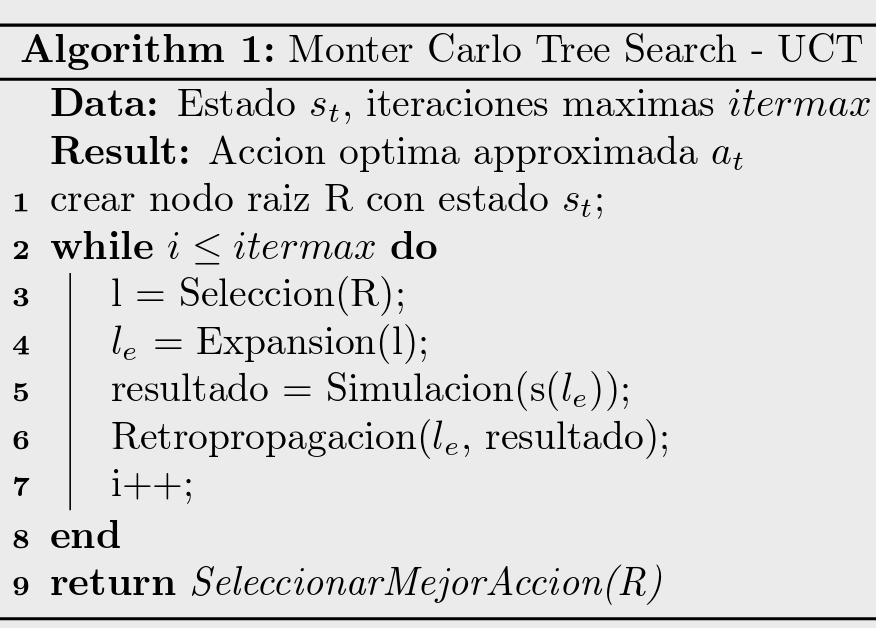 Algorithm 1: Monter Carlo Tree Search - UCT
Data: Estado s_t, iteraciones maximas itermax
Result: Accion optima approximada a_t
1 crear nodo raiz R con estado s_t;
2 while i ≤ itermax do
3 l = Seleccion(R);
4 l_e = Expansion(l);
5 resultado = Simulacion(s(l_e));
6 Retropropagacion(l_e, resultado);
7 i++;
8 end
9 return SeleccionarMejorAccion(R)